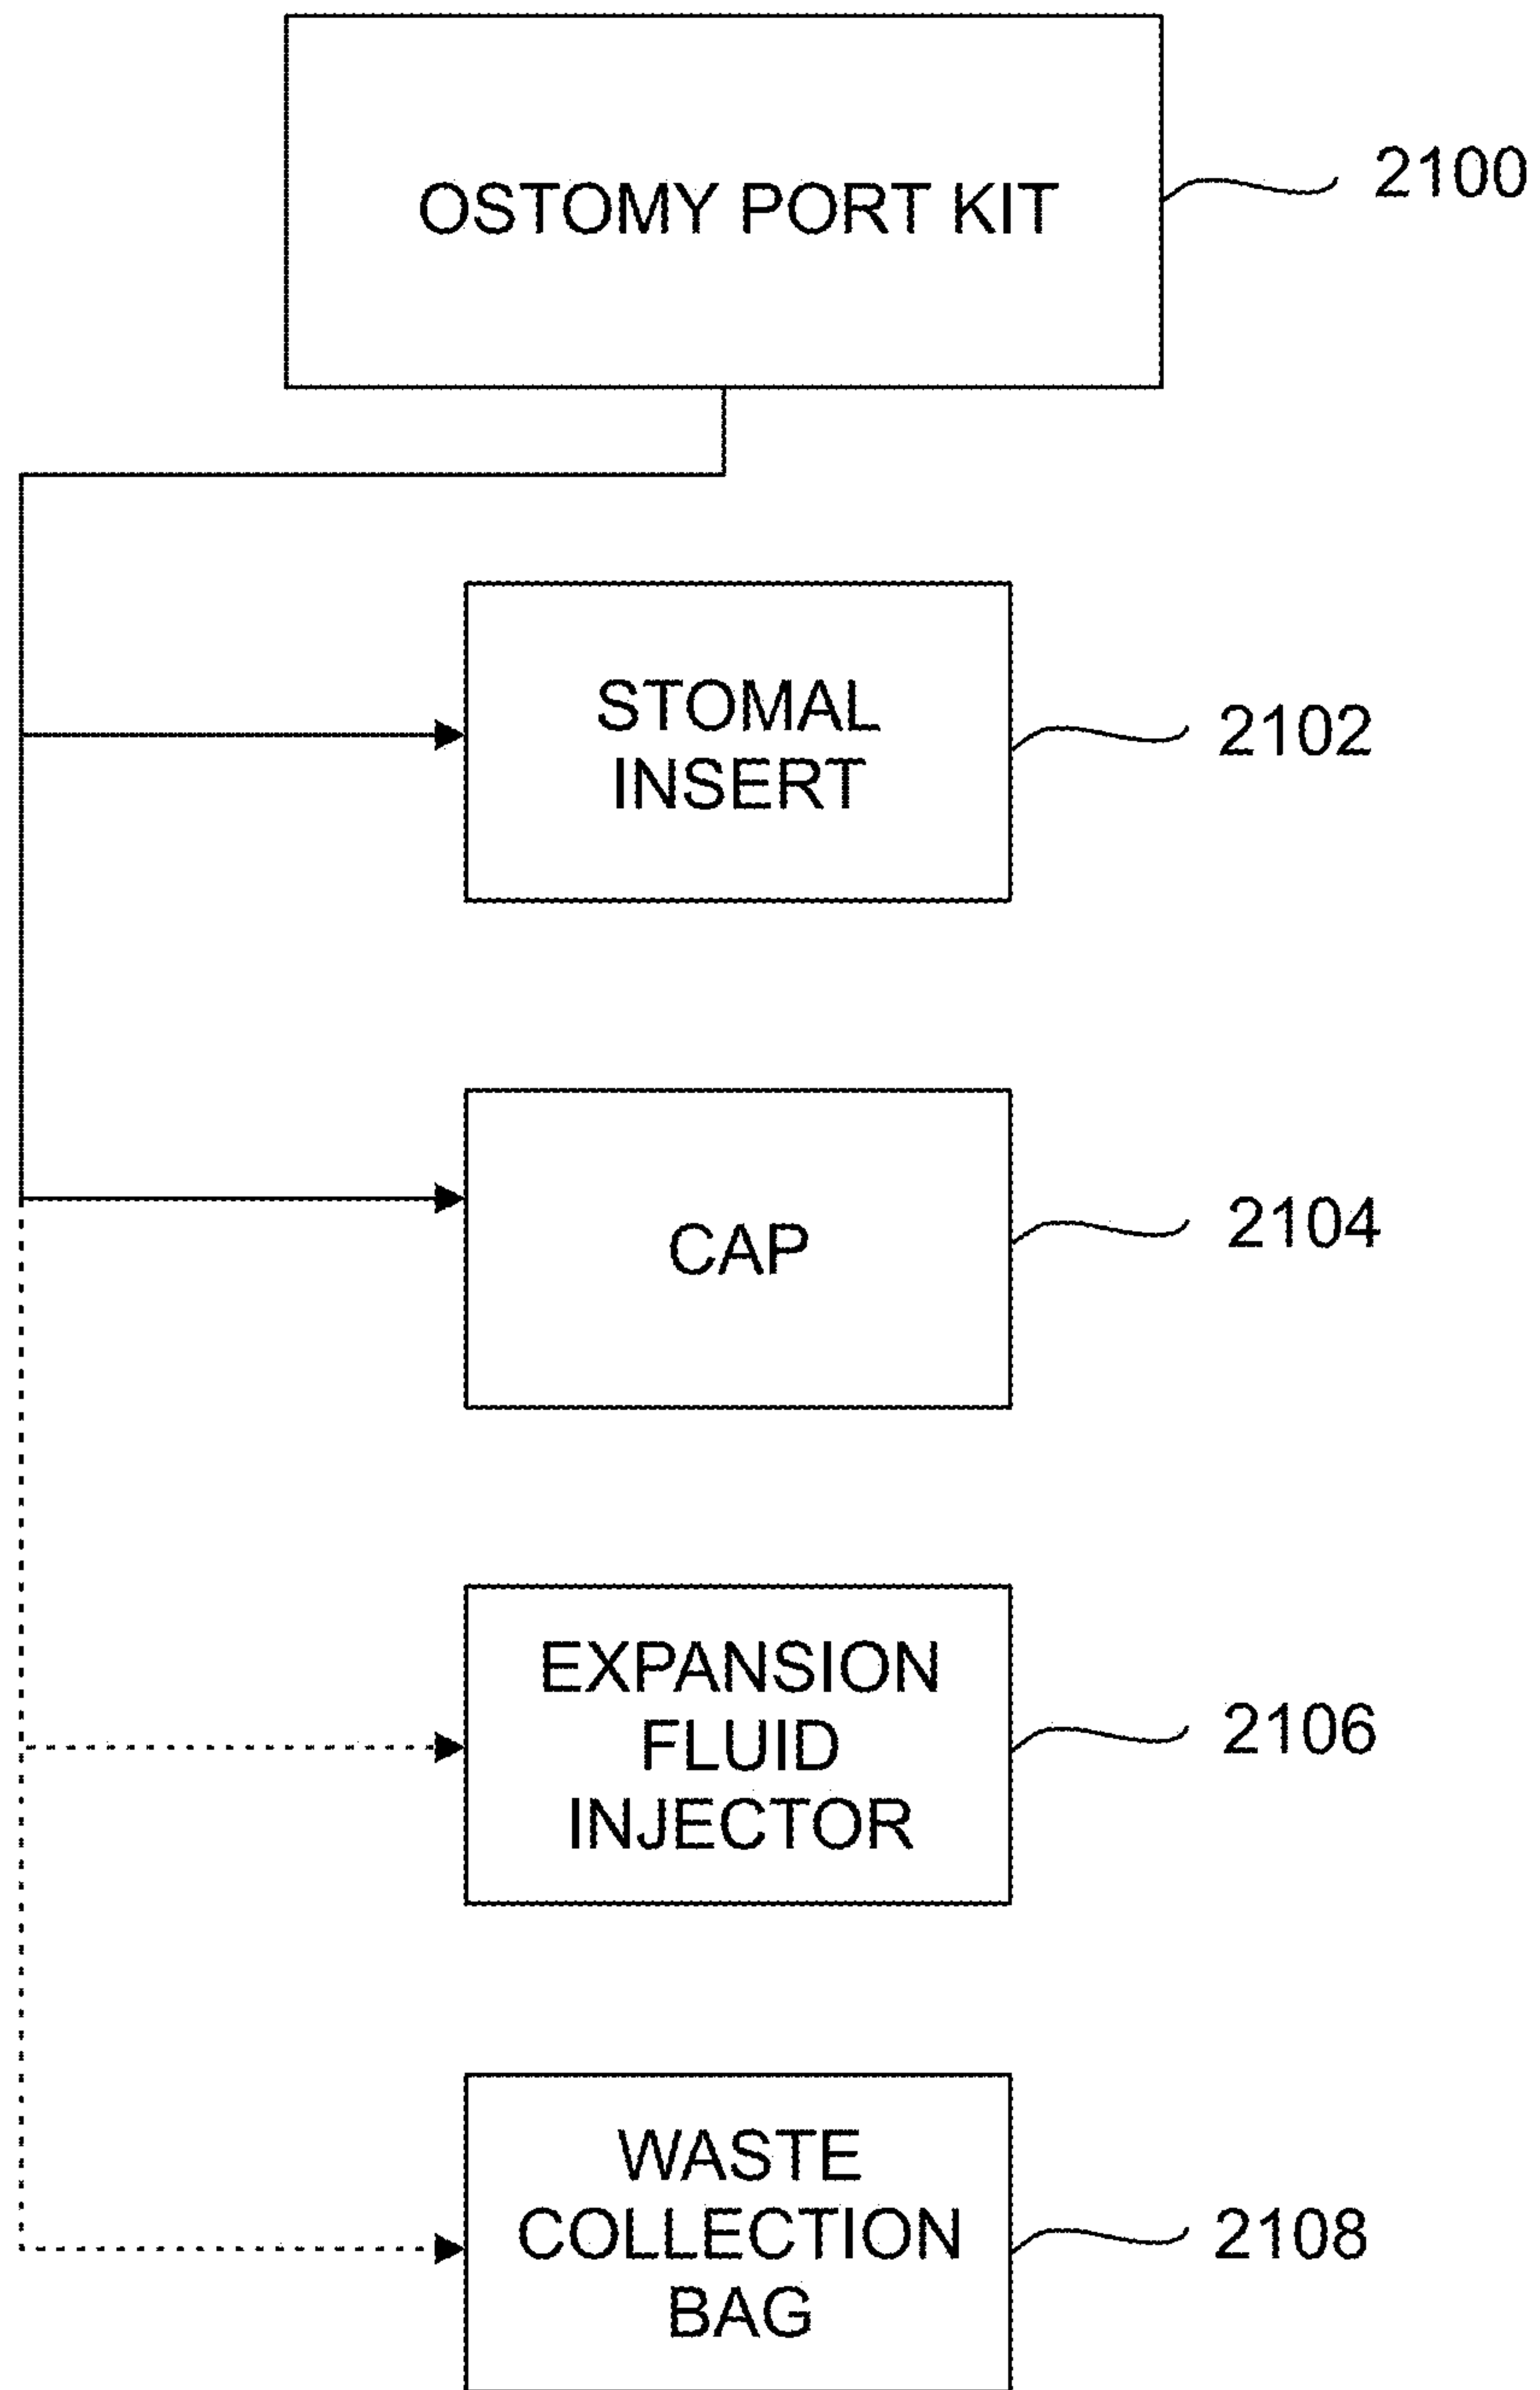 OSTOMY PORT KIT
2100
STOMAL
INSERT
2102
CAP
2104
EXPANSION
FLUID
INJECTOR
2106
WASTE
COLLECTION
BAG
2108